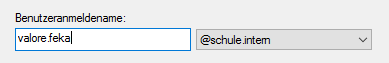 Benutzeranmeldename:
valore.feka @schule.intern